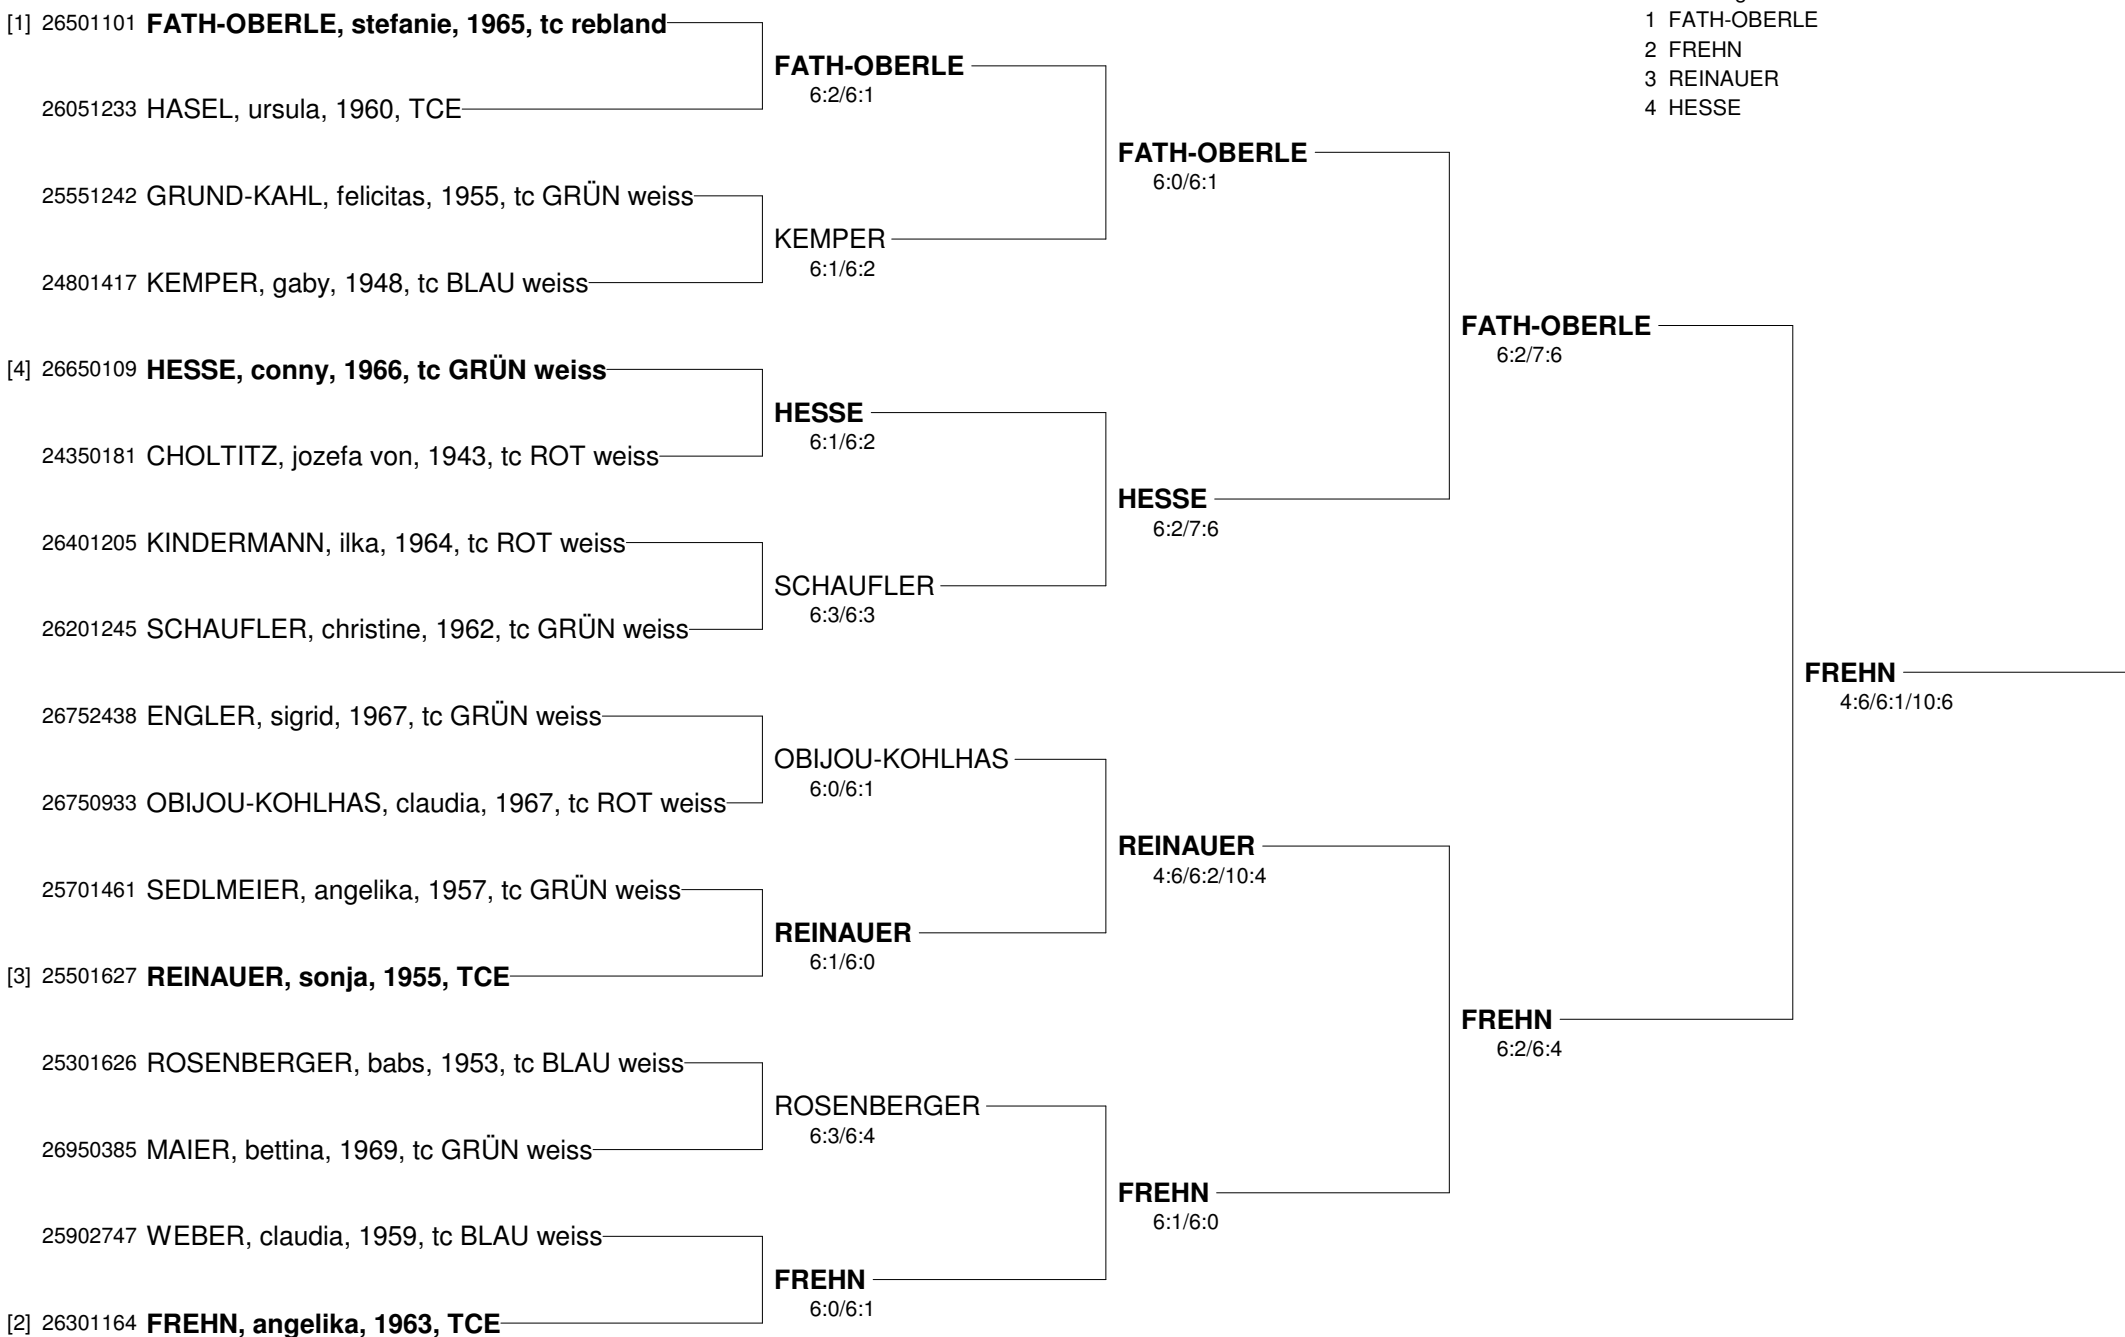 [1] 26501101 FATH-OBERLE, stefanie, 1965, tc rebland
26051233 HASEL, ursula, 1960, TCE
25551242 GRUND-KAHL, felicitas, 1955, tc GRÜN weiss
24801417 KEMPER, gaby, 1948, tc BLAU weiss
[4] 26650109 HESSE, conny, 1966, tc GRÜN weiss
24350181 CHOLTITZ, jozefa von, 1943, tc ROT weiss
26401205 KINDERMANN, ilka, 1964, tc ROT weiss
26201245 SCHAUFLER, christine, 1962, tc GRÜN weiss
26752438 ENGLER, sigrid, 1967, tc GRÜN weiss
26750933 OBIJOU-KOHLHAS, claudia, 1967, tc ROT weiss
25701461 SEDLMEIER, angelika, 1957, tc GRÜN weiss
[3] 25501627 REINAUER, sonja, 1955, TCE
25301626 ROSENBERGER, babs, 1953, tc BLAU weiss
26950385 MAIER, bettina, 1969, tc GRÜN weiss
25902747 WEBER, claudia, 1959, tc BLAU weiss
[2] 26301164 FREHN, angelika, 1963, TCE
FATH-OBERLE
6:2/6:1
KEMPER
6:1/6:2
HESSE
6:1/6:2
SCHAUFLER
6:3/6:3
OBIJOU-KOHLHAS
6:0/6:1
REINAUER
6:1/6:0
ROSENBERGER
6:3/6:4
FREHN
6:0/6:1
FATH-OBERLE
6:0/6:1
HESSE
6:2/7:6
REINAUER
4:6/6:2/10:4
FREHN
6:1/6:0
FATH-OBERLE
6:2/7:6
FREHN
6:2/6:4
FREHN
4:6/6:1/10:6
1 FATH-OBERLE
2 FREHN
3 REINAUER
4 HESSE